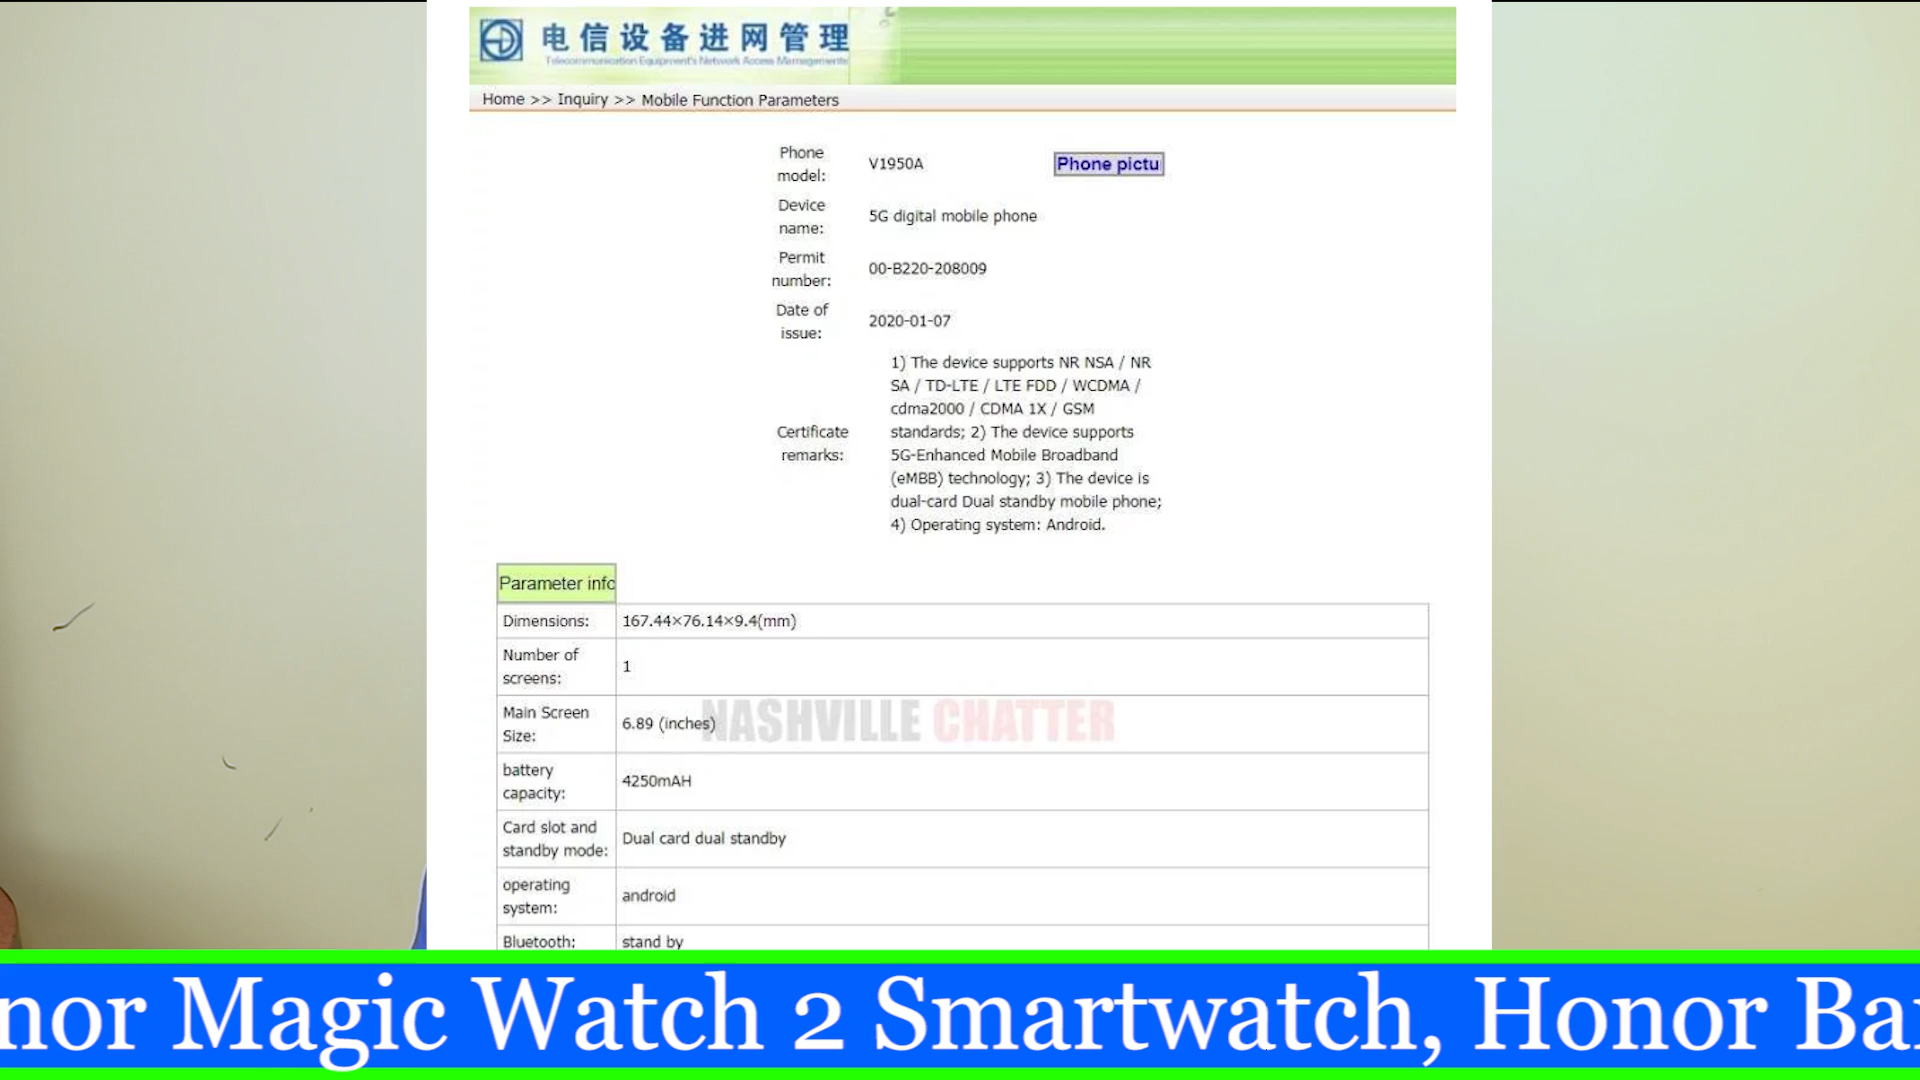 电信设备进网管理
Telecommunication Equipment's Network Access Managements
Home >> Inquiry >> Mobile Function Parameters
Phone
model:
V1950A
Phone pictu
Device
name:
5G digital mobile phone
Permit
number:
00-B220-208009
Date of
issue:
2020-01-07
Certificate
remarks:
1) The device supports NR NSA / NR
SA / TD-LTE / LTE FDD / WCDMA /
cdma2000 / CDMA 1X / GSM
standards; 2) The device supports
5G-Enhanced Mobile Broadband
(eMBB) technology; 3) The device is
dual-card Dual standby mobile phone;
4) Operating system: Android.
Parameter info
Dimensions:
167.44×76.14×9.4(mm)
Number of
screens:
1
Main Screen
Size:
6.89 (inches)
NASHVILLE CHATTER
battery
capacity:
4250mAH
Card slot and
standby mode:
Dual card dual standby
operating
system:
android
Bluetooth:
stand by
nor Magic Watch 2 Smartwatch, Honor Ba